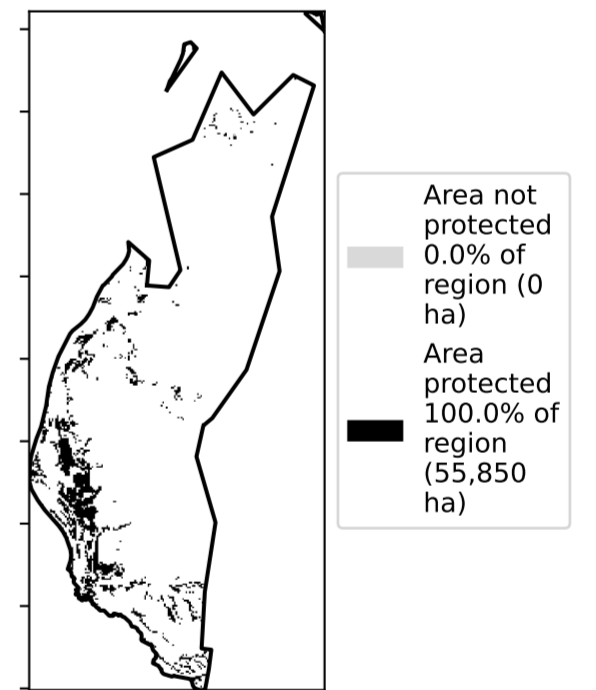 Area not
protected
0.0% of
region (0
ha)
Area
protected
100.0% of
region
(55,850
ha)